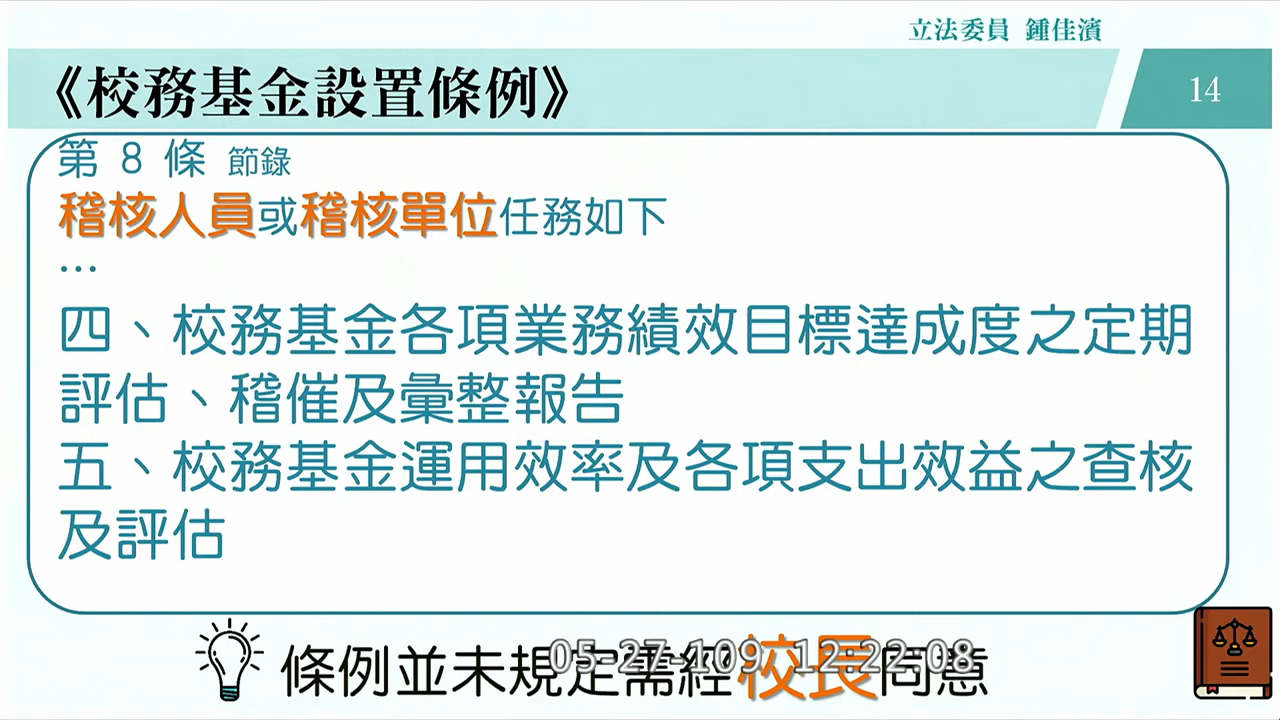 立法委員 鍾佳濱
《校務基金設置條例》
14
第 8 條 節錄
稽核人員或稽核單位任務如下
…
四、校務基金各項業務績效目標達成度之定期
評估、稽催及彙整報告
五、校務基金運用效率及各項支出效益之查核
及評估
條例並未規定需經校長同意
05-27-109 12:22:08